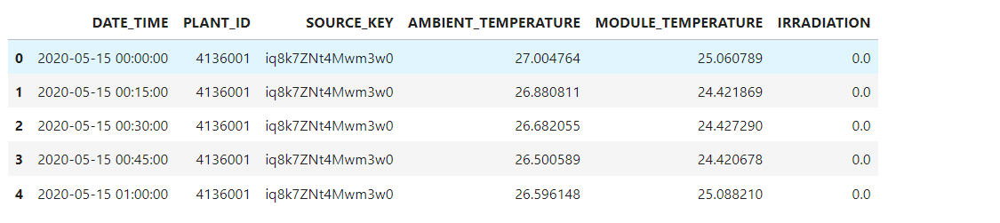 DATE_TIME PLANT_ID SOURCE_KEY AMBIENT_TEMPERATURE MODULE_TEMPERATURE IRRADIATION
0 2020-05-15 00:00:00 4136001 iq8k7ZNt4Mwm3w0 27.004764 25.060789 0.0
1 2020-05-15 00:15:00 4136001 iq8k7ZNt4Mwm3w0 26.880811 24.421869 0.0
2 2020-05-15 00:30:00 4136001 iq8k7ZNt4Mwm3w0 26.682055 24.427290 0.0
3 2020-05-15 00:45:00 4136001 iq8k7ZNt4Mwm3w0 26.500589 24.420678 0.0
4 2020-05-15 01:00:00 4136001 iq8k7ZNt4Mwm3w0 26.596148 25.088210 0.0